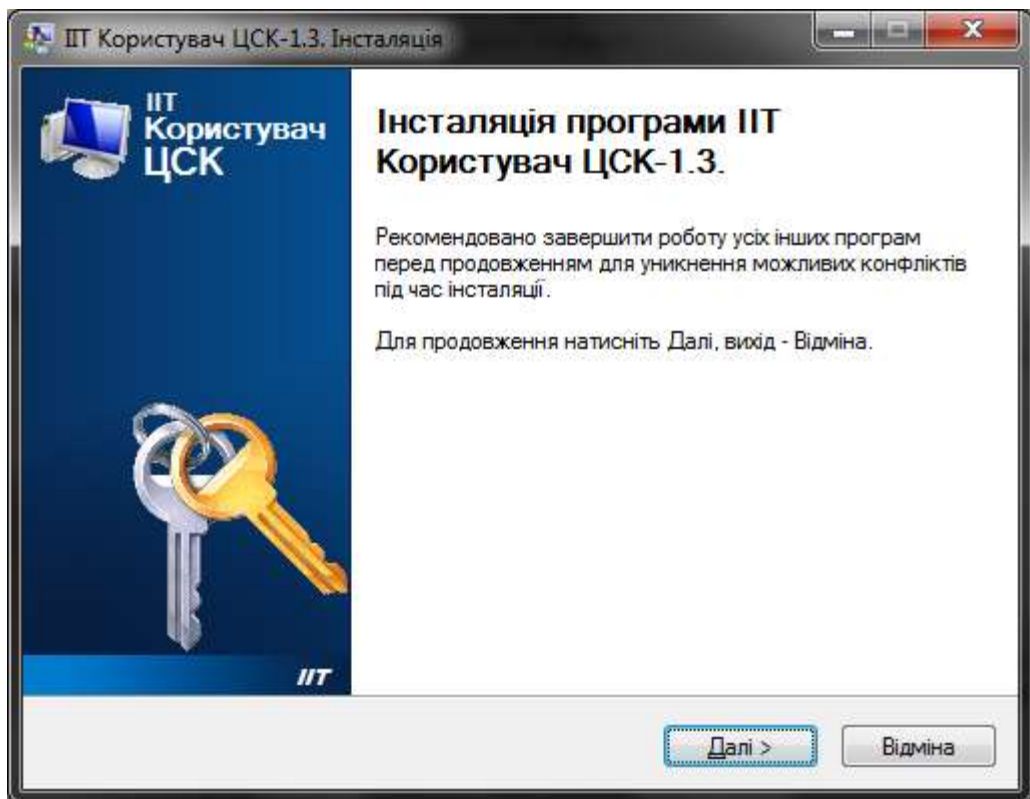 ІІТ Користувач ЦСК-1.3. Інсталяція
ІІТ
Користувач
ЦСК
Інсталяція програми ІІТ
Користувач ЦСК-1.3.
Рекомендовано завершити роботу усіх інших програм
перед продовженням для уникнення можливих конфліктів
під час інсталяції.
Для продовження натисніть Далі, вихід - Відміна.
ІІТ
Далі >
Відміна